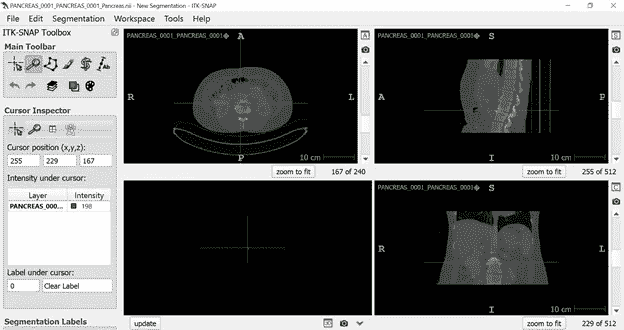 PANCREAS_0001_PANCREAS_0001_Pancreas.nii - New Segmentation - ITK-SNAP
File Edit Segmentation Workspace Tools Help
ITK-SNAP Toolbox
Main Toolbar
Cursor Inspector
Cursor position (x,y,z):
255 229 167
Intensity under cursor:
Layer Intensity
PANCREAS_000... 198
Label under cursor:
0 Clear Label
Segmentation Labels
PANCREAS_0001_PANCREAS_0001
A
R
L
P
10 cm
zoom to fit 167 of 240
A
PANCREAS_0001_PANCREAS_0001
S
A
P
I
10 cm
zoom to fit 255 of 512
S
update
3D
PANCREAS_0001_PANCREAS_0001
S
R
L
I
10 cm
zoom to fit 229 of 512
C